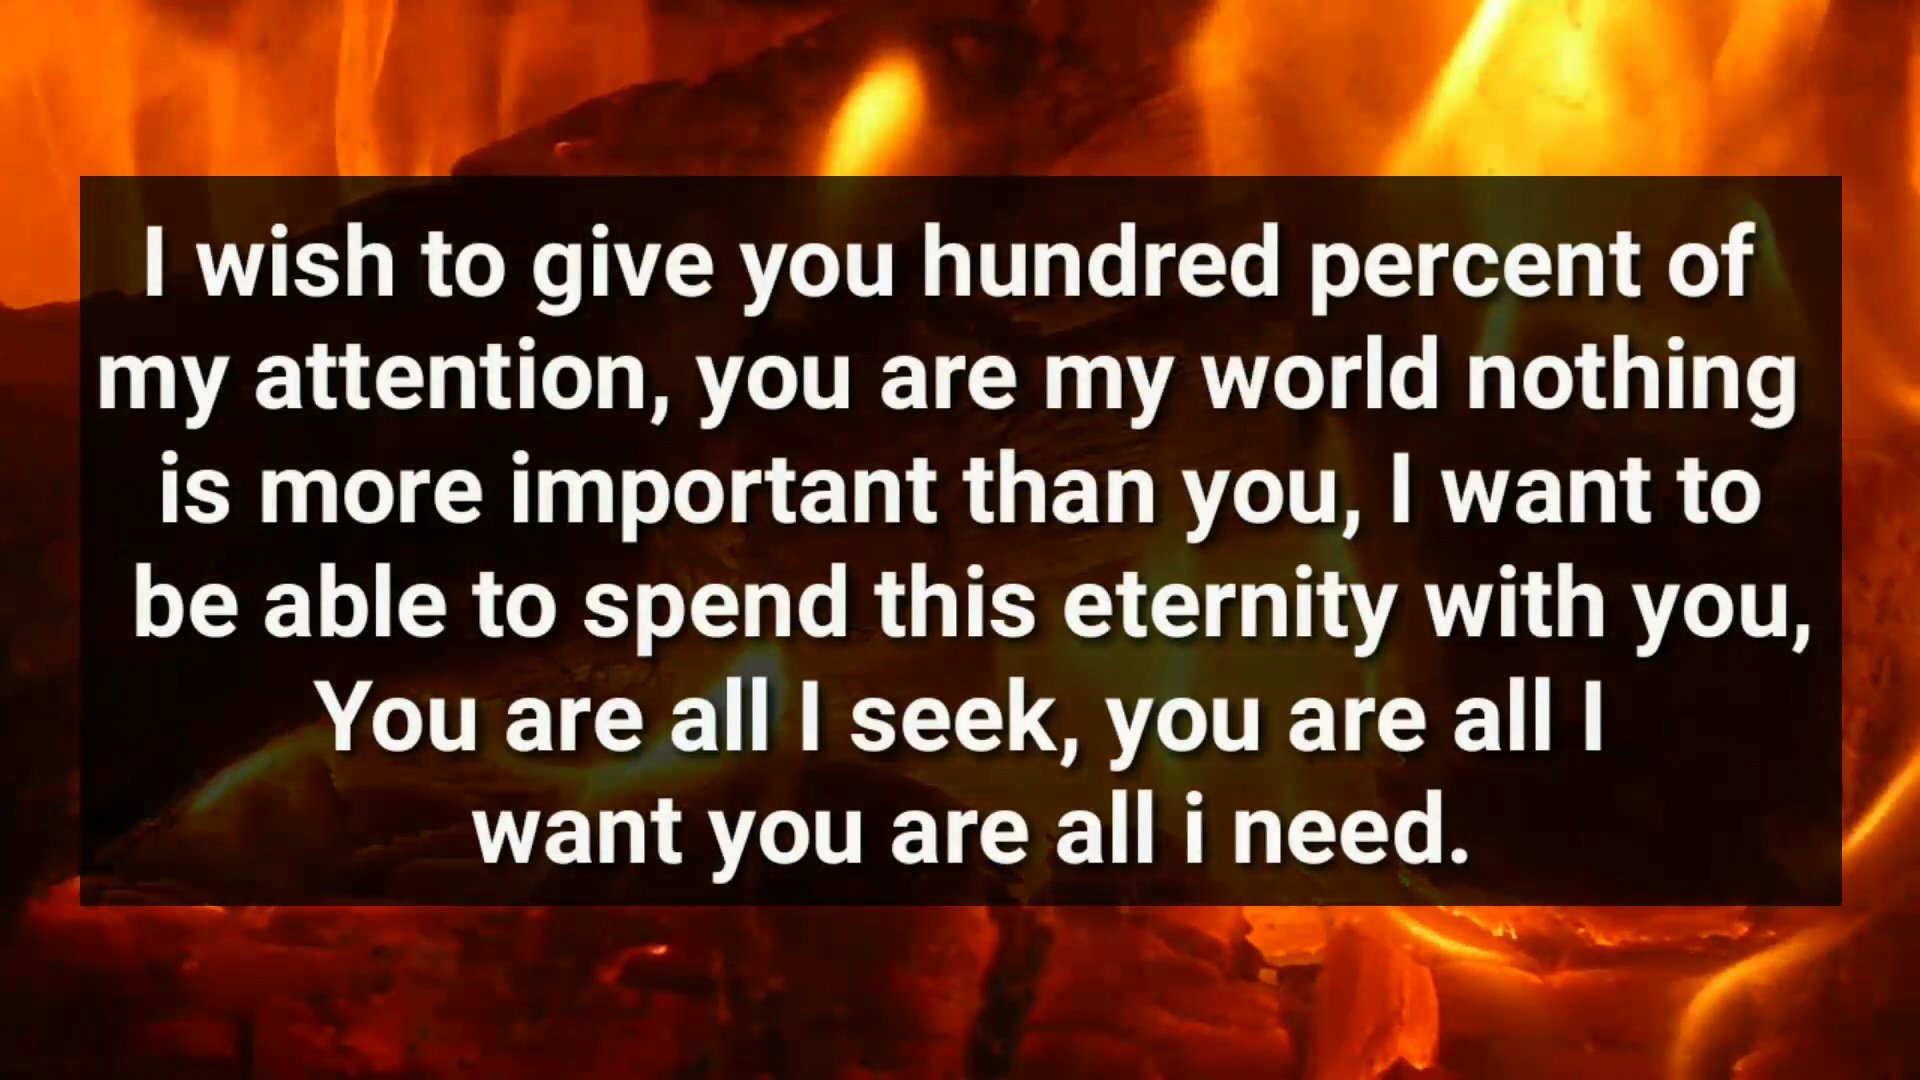 I wish to give you hundred percent of
my attention, you are my world nothing
is more important than you, I want to
be able to spend this eternity with you,
You are all I seek, you are all I
want you are all i need.